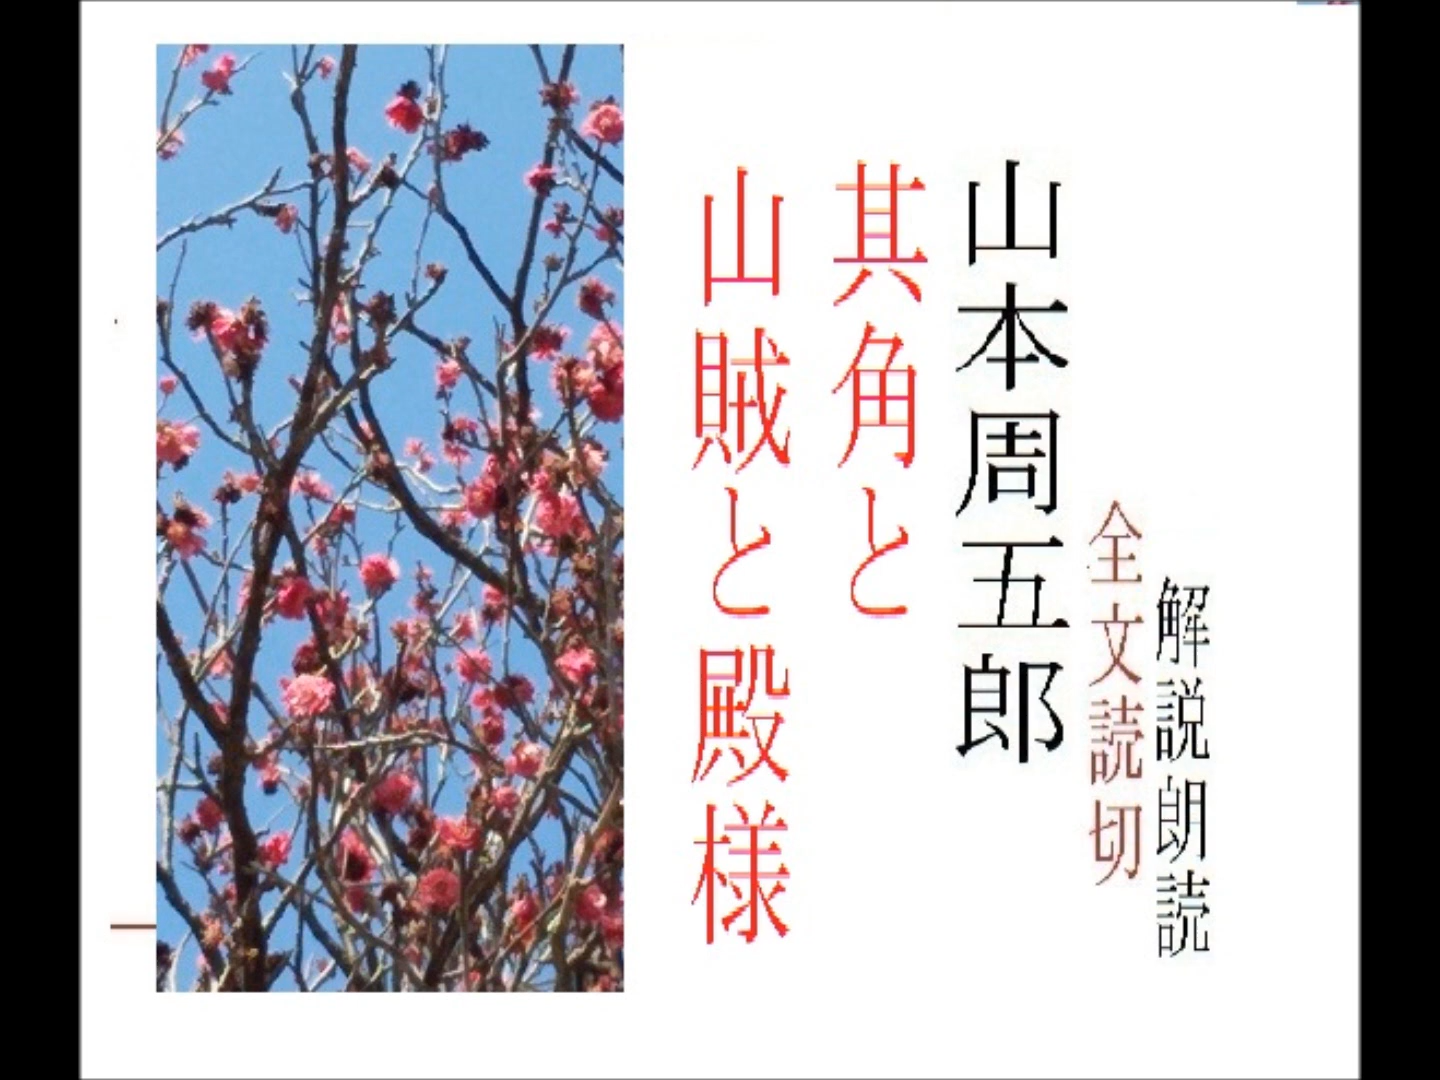 解説朗読
全文読切
山本周五郎
其角と
山賊と殿様